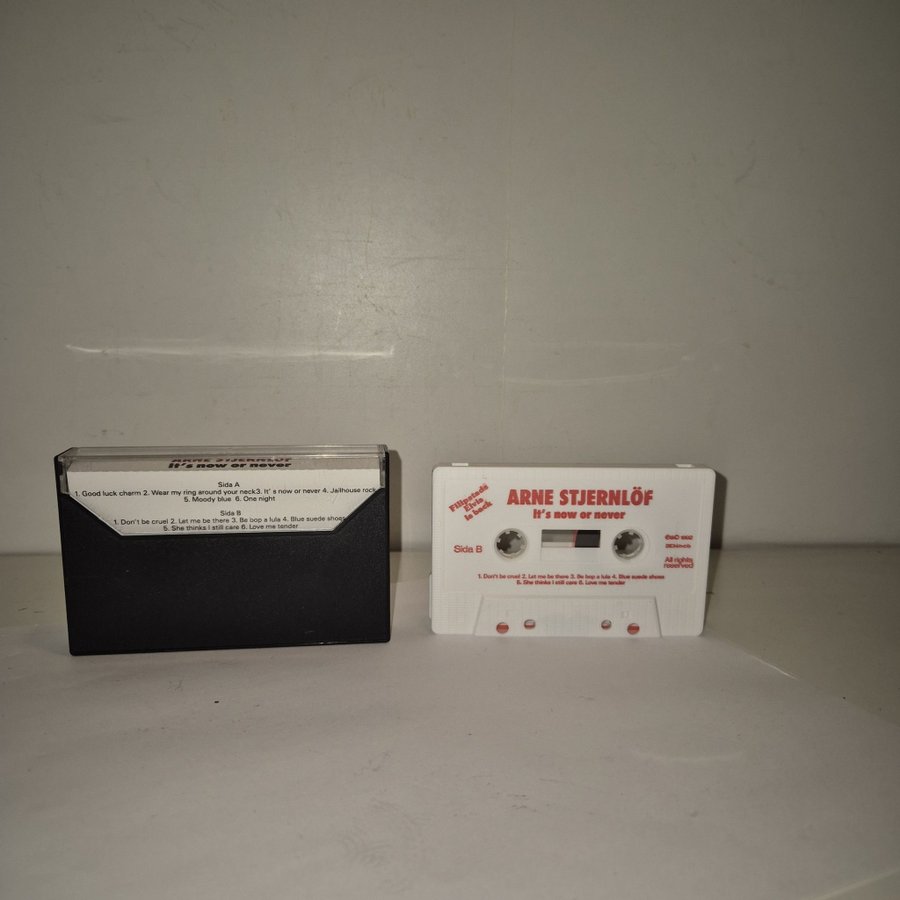 ARNE STJERNLÖF
It's now or never
Sida A
1. Good luck charm 2. Wear my ring around your neck3. It' s now or never 4. Jailhouse rock
5. Moody blue 6. One night
Sida B
1. Don't be cruel 2. Let me be there 3. Be bop a lula 4. Blue suede shoes
5. She thinks I still care 6. Love me tender
Filipstads
Elvis
is back
ARNE STJERNLÖF
It's now or never
Sida B
All rights
reserved
1. Don't be cruel 2. Let me be there 3. Be bop a lula 4. Blue suede shoes
5. She thinks I still care 6. Love me tender